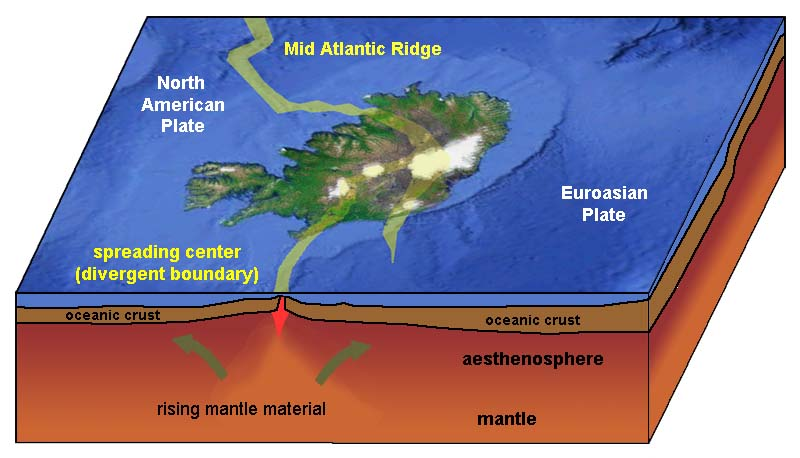 Mid Atlantic Ridge
North
American
Plate
Euroasian
Plate
spreading center
(divergent boundary)
oceanic crust
oceanic crust
aesthenosphere
rising mantle material
mantle